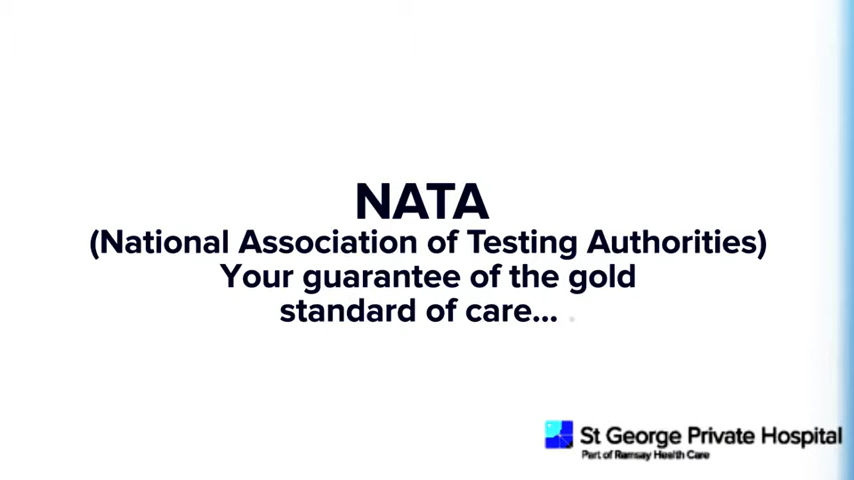 NATA
(National Association of Testing Authorities)
Your guarantee of the gold
standard of care...
St George Private Hospital
Part of Ramsay Health Care